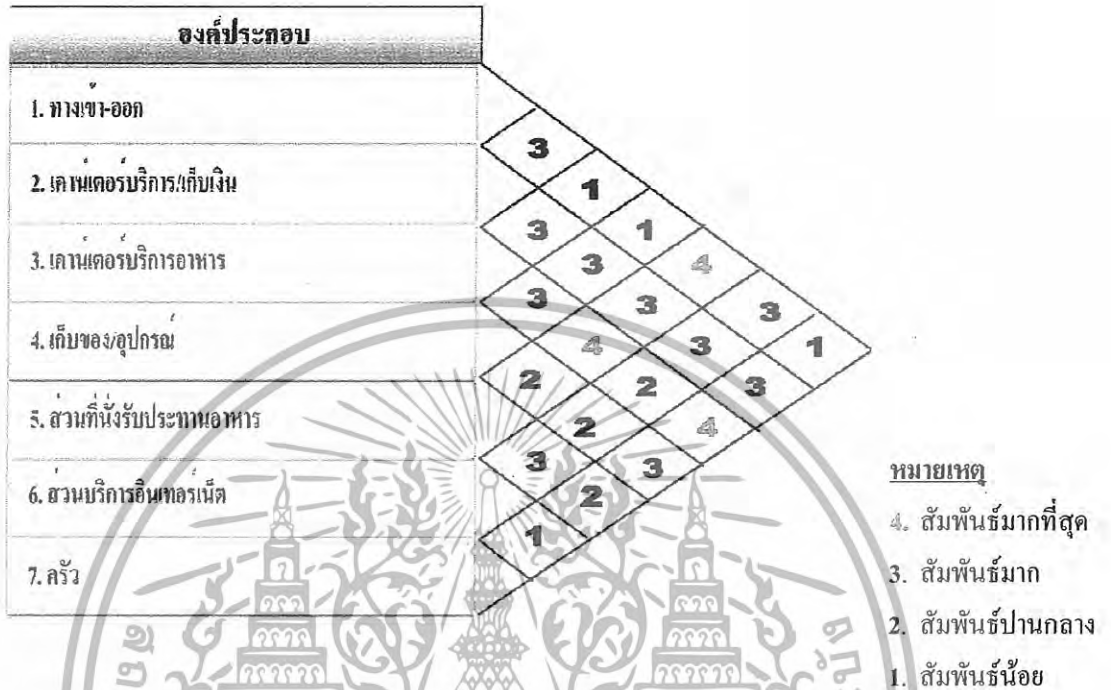 องค์ประกอบ
1. ทางเข้า-ออก
3
2. เคาน์เตอร์บริการ/เก็บเงิน 1
3 1
3. เคาน์เตอร์บริการอาหาร 3 4
3 3 3
4. เก็บของ/อุปกรณ์ 4 3 1
2 2 3
5. ส่วนที่นั่งรับประทานอาหาร 2 4
3 3
6. ส่วนบริการอินเทอร์เน็ต 2
1
7. ครัว
หมายเหตุ
4. สัมพันธ์มากที่สุด
3. สัมพันธ์มาก
2. สัมพันธ์ปานกลาง
1. สัมพันธ์น้อย